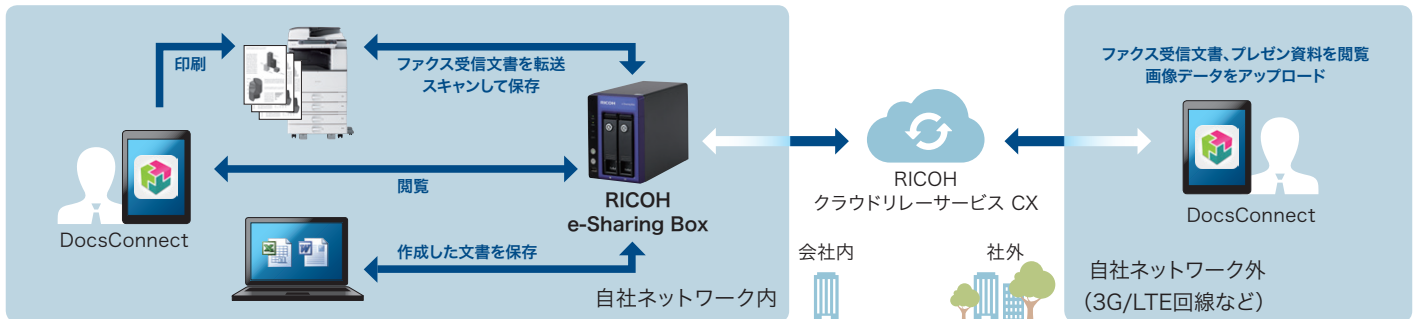 印刷
ファクス受信文書を転送
スキャンして保存
RICOH
閲覧
RICOH
e-Sharing Box
DocsConnect
作成した文書を保存
自社ネットワーク内
RICOH
クラウドリレーサービス CX
会社内
社外
ファクス受信文書、プレゼン資料を閲覧
画像データをアップロード
DocsConnect
自社ネットワーク外
（3G/LTE回線など）